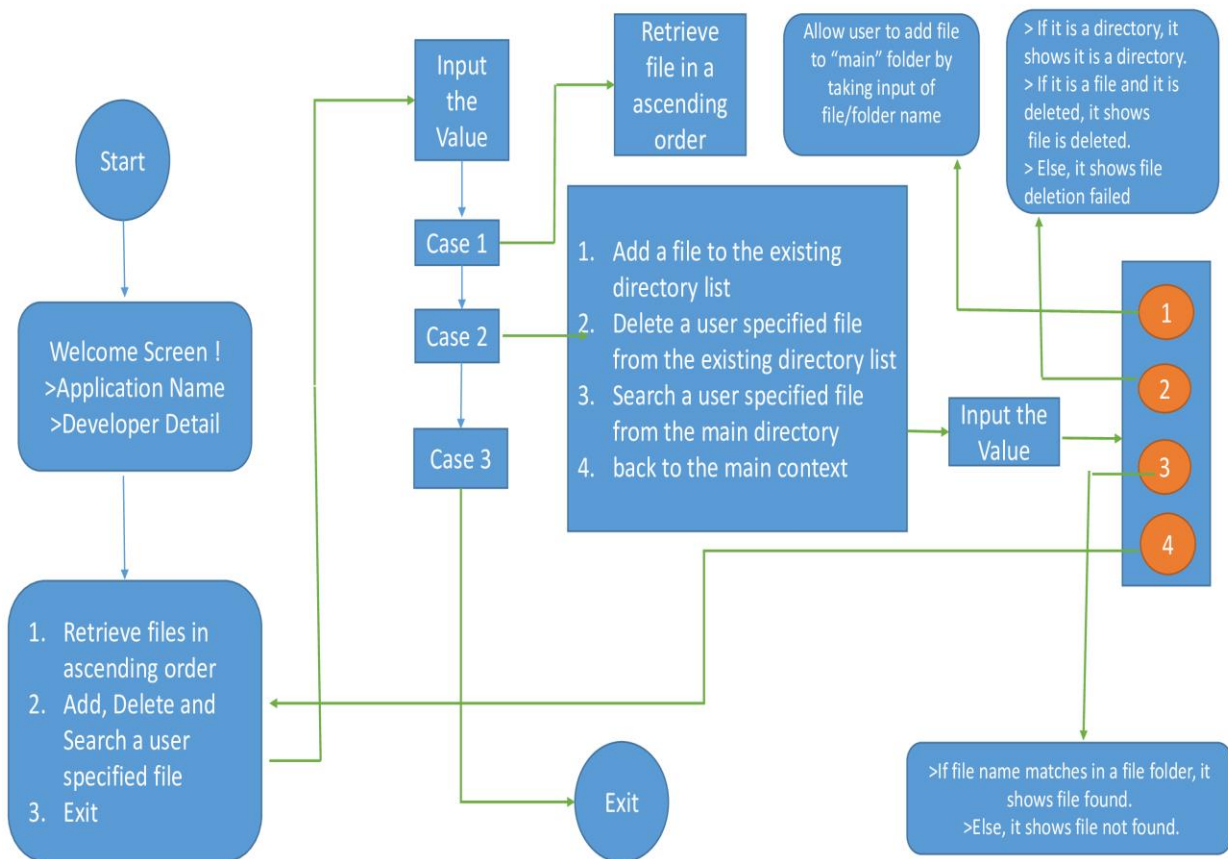 Start
Welcome Screen !
>Application Name
>Developer Detail
1. Retrieve files in
ascending order
2. Add, Delete and
Search a user
specified file
3. Exit
Input
the
Value
Case 1
Case 2
Case 3
Retrieve
file in a
ascending
order
1. Add a file to the existing
directory list
2. Delete a user specified file
from the existing directory list
3. Search a user specified file
from the main directory
4. back to the main context
Input the
Value
Allow user to add file
to “main” folder by
taking input of
file/folder name
> If it is a directory, it
shows it is a directory.
> If it is a file and it is
deleted, it shows
file is deleted.
> Else, it shows file
deletion failed
1
2
3
4
>If file name matches in a file folder, it
shows file found.
>Else, it shows file not found.
Exit